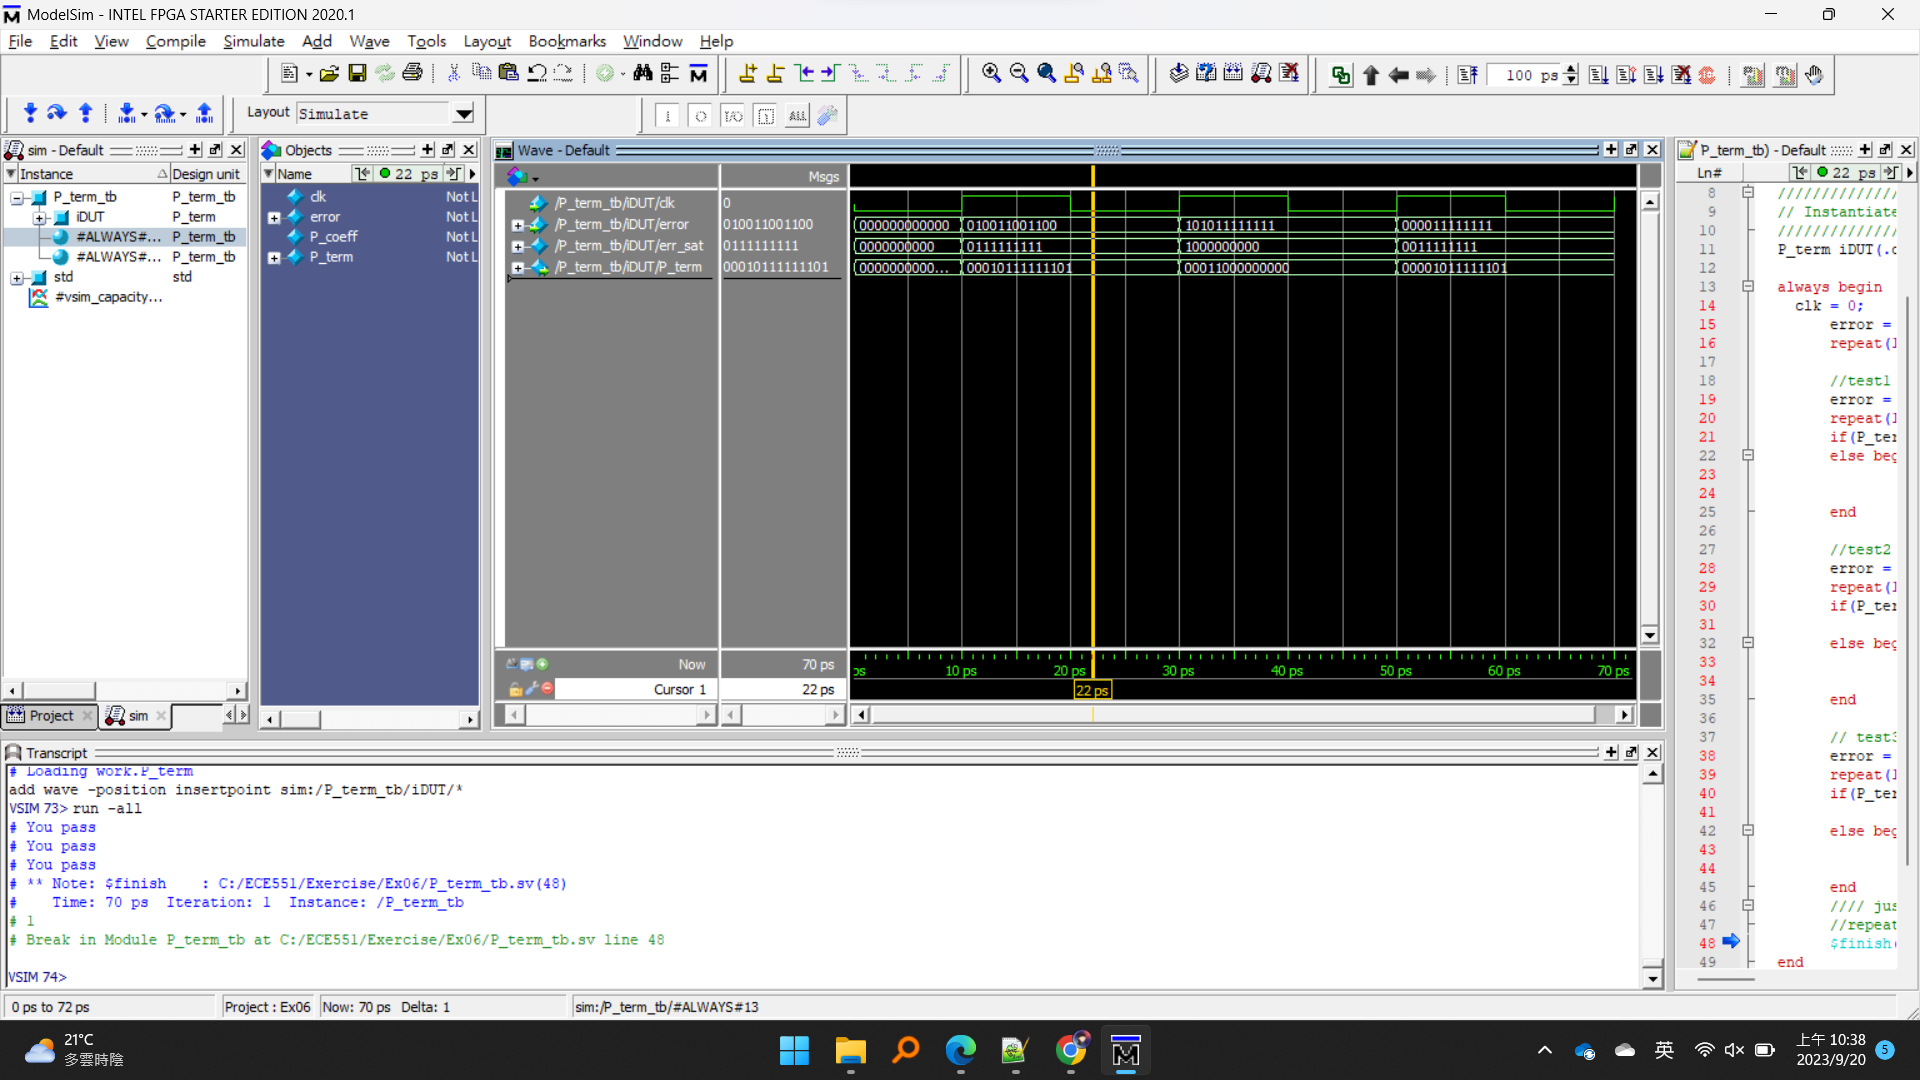 ModelSim - INTEL FPGA STARTER EDITION 2020.1
File Edit View Compile Simulate Add Wave Tools Layout Bookmarks Window Help
100 ps
Layout Simulate
ALL
sim - Default
Instance Design unit
P_term_tb P_term_tb
iDUT P_term
#ALWAYS#... P_term_tb
#ALWAYS#... P_term_tb
std std
#vsim_capacity...
Project sim
Objects
Name 22 ps
clk Not L
error Not L
P_coeff Not L
P_term Not L
Wave - Default
Msgs
/P_term_tb/iDUT/clk 0
/P_term_tb/iDUT/error 010011001100 000000000000 010011001100 101011111111 000011111111
/P_term_tb/iDUT/err_sat 0111111111 0000000000 0111111111 1000000000 0011111111
/P_term_tb/iDUT/P_term 00010111111101 0000000000... 00010111111101 00011000000000 00001011111101
Now 70 ps
ps 10 ps 20 ps 30 ps 40 ps 50 ps 60 ps 70 ps
Cursor 1 22 ps
22 ps
P_term_tb) - Default
Ln# 22 ps
8 //////////////
9 // Instantiate
10 //////////////
11 P_term iDUT(.c
12
13 always begin
14 clk = 0;
15 error =
16 repeat(1
17
18 //test1
19 error =
20 repeat(1
21 if(P_ter
22 else beg
23
24
25 end
26
27 //test2
28 error =
29 repeat(1
30 if(P_ter
31
32 else beg
33
34
35 end
36
37 // test3
38 error =
39 repeat(1
40 if(P_ter
41
42 else beg
43
44
45 end
46 //// jus
47 //repeat
48 $finish(
49 end
Transcript
# Loading work.P_term
add wave -position insertpoint sim:/P_term_tb/iDUT/*
VSIM 73> run -all
# You pass
# You pass
# You pass
# ** Note: $finish : C:/ECE551/Exercise/Ex06/P_term_tb.sv(48)
# Time: 70 ps Iteration: 1 Instance: /P_term_tb
# 1
# Break in Module P_term_tb at C:/ECE551/Exercise/Ex06/P_term_tb.sv line 48
VSIM 74>
0 ps to 72 ps Project : Ex06 Now: 70 ps Delta: 1 sim:/P_term_tb/#ALWAYS#13
21°C
多雲時陰
英
上午 10:38
2023/9/20
5